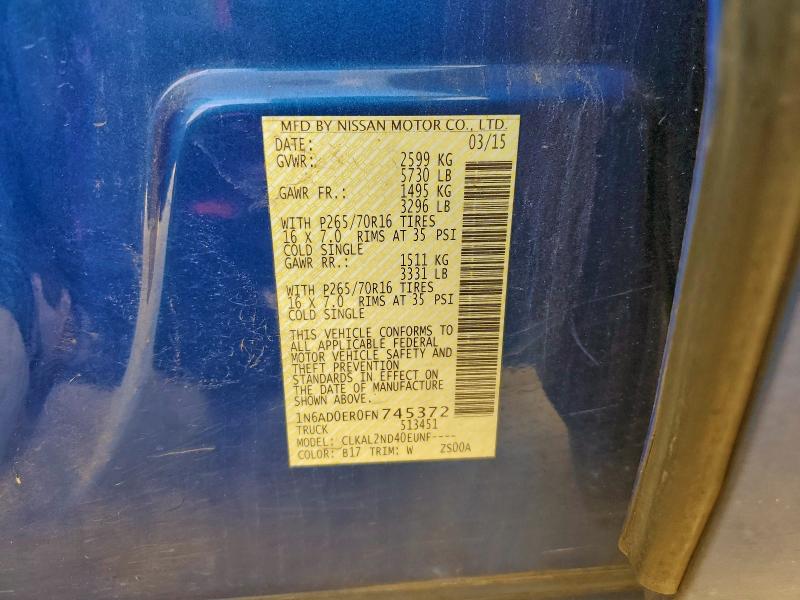 MFD BY NISSAN MOTOR CO., LTD.
DATE: 03/15
GVWR: 2599 KG
5730 LB
GAWR FR.: 1495 KG
3296 LB
WITH P265/70R16 TIRES
16 X 7.0 RIMS AT 35 PSI
COLD SINGLE
GAWR RR.: 1511 KG
3331 LB
WITH P265/70R16 TIRES
16 X 7.0 RIMS AT 35 PSI
COLD SINGLE
THIS VEHICLE CONFORMS TO
ALL APPLICABLE FEDERAL
MOTOR VEHICLE SAFETY AND
THEFT PREVENTION
STANDARDS IN EFFECT ON
THE DATE OF MANUFACTURE
SHOWN ABOVE.
1N6AD0ER0FN745372
TRUCK 513451
MODEL: CLKAL2ND40EUNF----
COLOR: B17 TRIM: W ZS00A